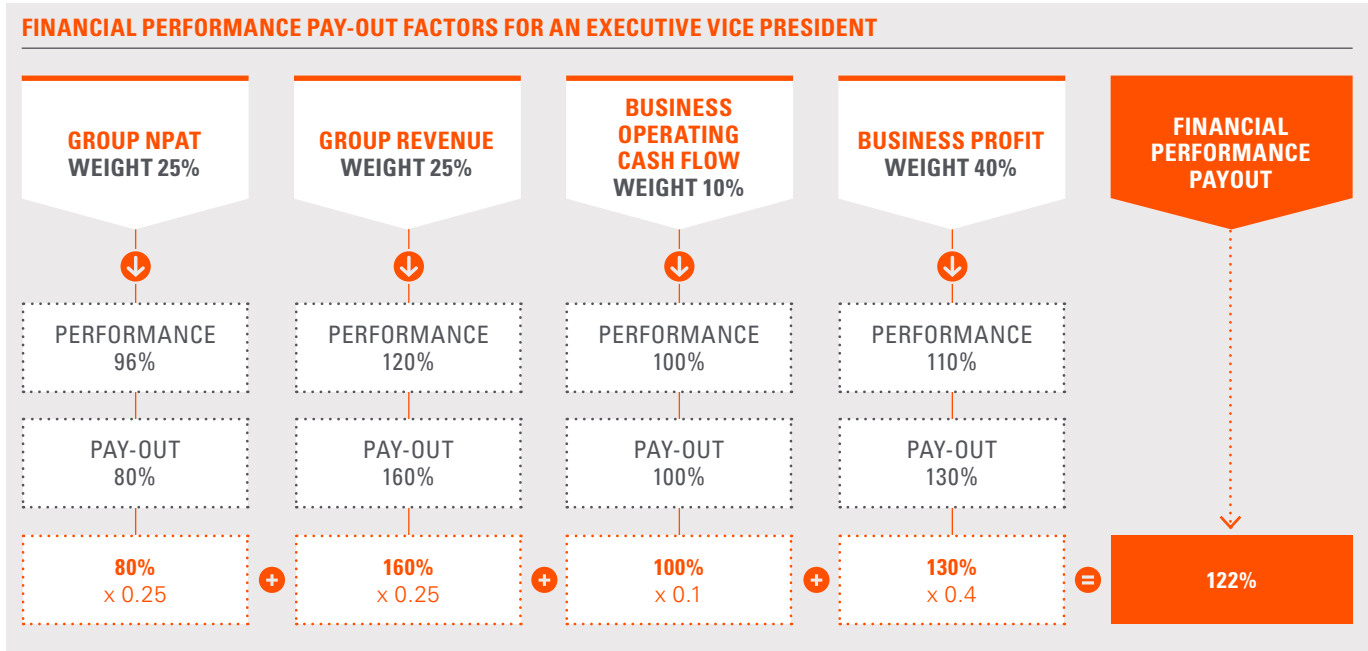 FINANCIAL PERFORMANCE PAY-OUT FACTORS FOR AN EXECUTIVE VICE PRESIDENT
GROUP NPAT
WEIGHT 25%
GROUP REVENUE
WEIGHT 25%
BUSINESS
OPERATING
CASH FLOW
WEIGHT 10%
BUSINESS PROFIT
WEIGHT 40%
FINANCIAL
PERFORMANCE
PAYOUT
PERFORMANCE
96%
PERFORMANCE
120%
PERFORMANCE
100%
PERFORMANCE
110%
PAY-OUT
80%
PAY-OUT
160%
PAY-OUT
100%
PAY-OUT
130%
80%
x 0.25
+
160%
x 0.25
+
100%
x 0.1
+
130%
x 0.4
=
122%